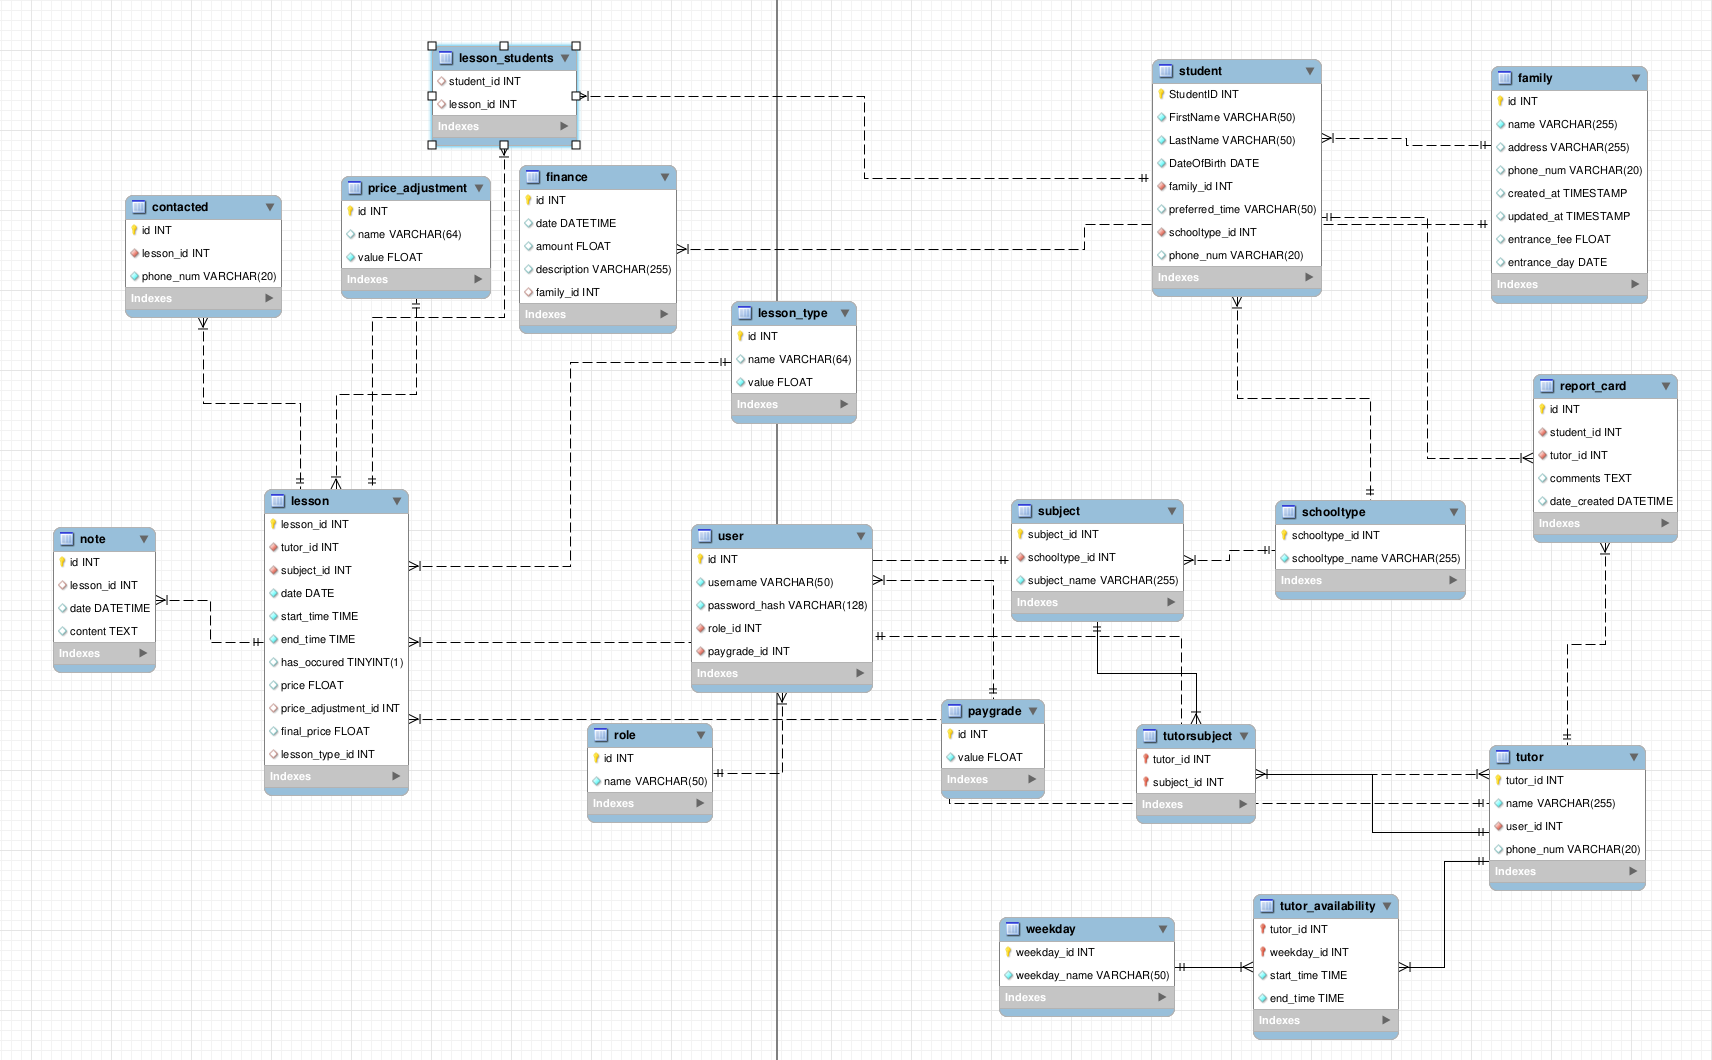 lesson_students
student_id INT
lesson_id INT
Indexes
student
StudentID INT
FirstName VARCHAR(50)
LastName VARCHAR(50)
DateOfBirth DATE
family_id INT
preferred_time VARCHAR(50)
schooltype_id INT
phone_num VARCHAR(20)
Indexes
family
id INT
name VARCHAR(255)
address VARCHAR(255)
phone_num VARCHAR(20)
created_at TIMESTAMP
updated_at TIMESTAMP
entrance_fee FLOAT
entrance_day DATE
Indexes
contacted
id INT
lesson_id INT
phone_num VARCHAR(20)
Indexes
price_adjustment
id INT
name VARCHAR(64)
value FLOAT
Indexes
finance
id INT
date DATETIME
amount FLOAT
description VARCHAR(255)
family_id INT
Indexes
lesson_type
id INT
name VARCHAR(64)
value FLOAT
Indexes
report_card
id INT
student_id INT
tutor_id INT
comments TEXT
date_created DATETIME
Indexes
note
id INT
lesson_id INT
date DATETIME
content TEXT
Indexes
lesson
lesson_id INT
tutor_id INT
subject_id INT
date DATE
start_time TIME
end_time TIME
has_occured TINYINT(1)
price FLOAT
price_adjustment_id INT
final_price FLOAT
lesson_type_id INT
Indexes
user
id INT
username VARCHAR(50)
password_hash VARCHAR(128)
role_id INT
paygrade_id INT
Indexes
subject
subject_id INT
schooltype_id INT
subject_name VARCHAR(255)
Indexes
schooltype
schooltype_id INT
schooltype_name VARCHAR(255)
Indexes
role
id INT
name VARCHAR(50)
Indexes
paygrade
id INT
value FLOAT
Indexes
tutorsubject
tutor_id INT
subject_id INT
Indexes
tutor
tutor_id INT
name VARCHAR(255)
user_id INT
phone_num VARCHAR(20)
Indexes
weekday
weekday_id INT
weekday_name VARCHAR(50)
Indexes
tutor_availability
tutor_id INT
weekday_id INT
start_time TIME
end_time TIME
Indexes